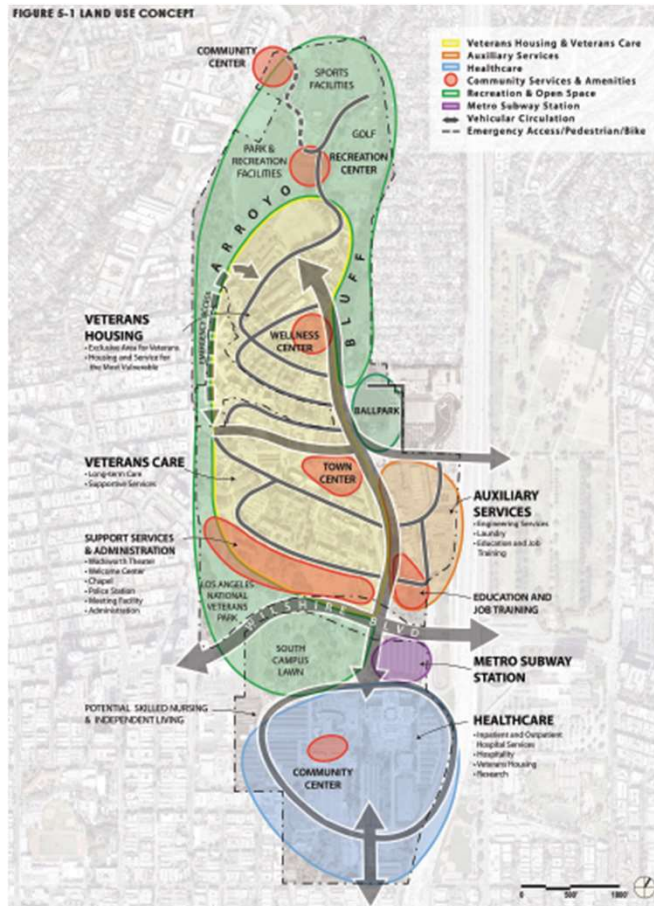 FIGURE 5-1 LAND USE CONCEPT
Veterans Housing & Veterans Care
Auxiliary Services
Healthcare
Community Services & Amenities
Recreation & Open Space
Metro Subway Station
Vehicular Circulation
Emergency Access/Pedestrian/Bike
COMMUNITY
CENTER
SPORTS
FACILITIES
GOLF
PARK &
RECREATION
FACILITIES
RECREATION
CENTER
ARROYO
BLUFF
EMERGENCY ACCESS
VETERANS
HOUSING
• Exclusive Area for Veterans
• Housing and Service for
the Most Vulnerable
WELLNESS
CENTER
BALLPARK
VETERANS CARE
• Long-term Care
• Supportive Services
TOWN
CENTER
AUXILIARY
SERVICES
• Engineering Services
• Laundry
• Education and Job
Training
SUPPORT SERVICES
& ADMINISTRATION
• Wadsworth Theater
• Welcome Center
• Chapel
• Police Station
• Meeting Facility
• Administration
LOS ANGELES
NATIONAL
VETERANS
PARK
EDUCATION AND
JOB TRAINING
WILSHIRE BLVD
SOUTH
CAMPUS
LAWN
METRO SUBWAY
STATION
POTENTIAL SKILLED NURSING
& INDEPENDENT LIVING
HEALTHCARE
• Inpatient and Outpatient
Hospital Services
• Hospitality
• Veterans Housing
• Research
COMMUNITY
CENTER
0 500' 1000'